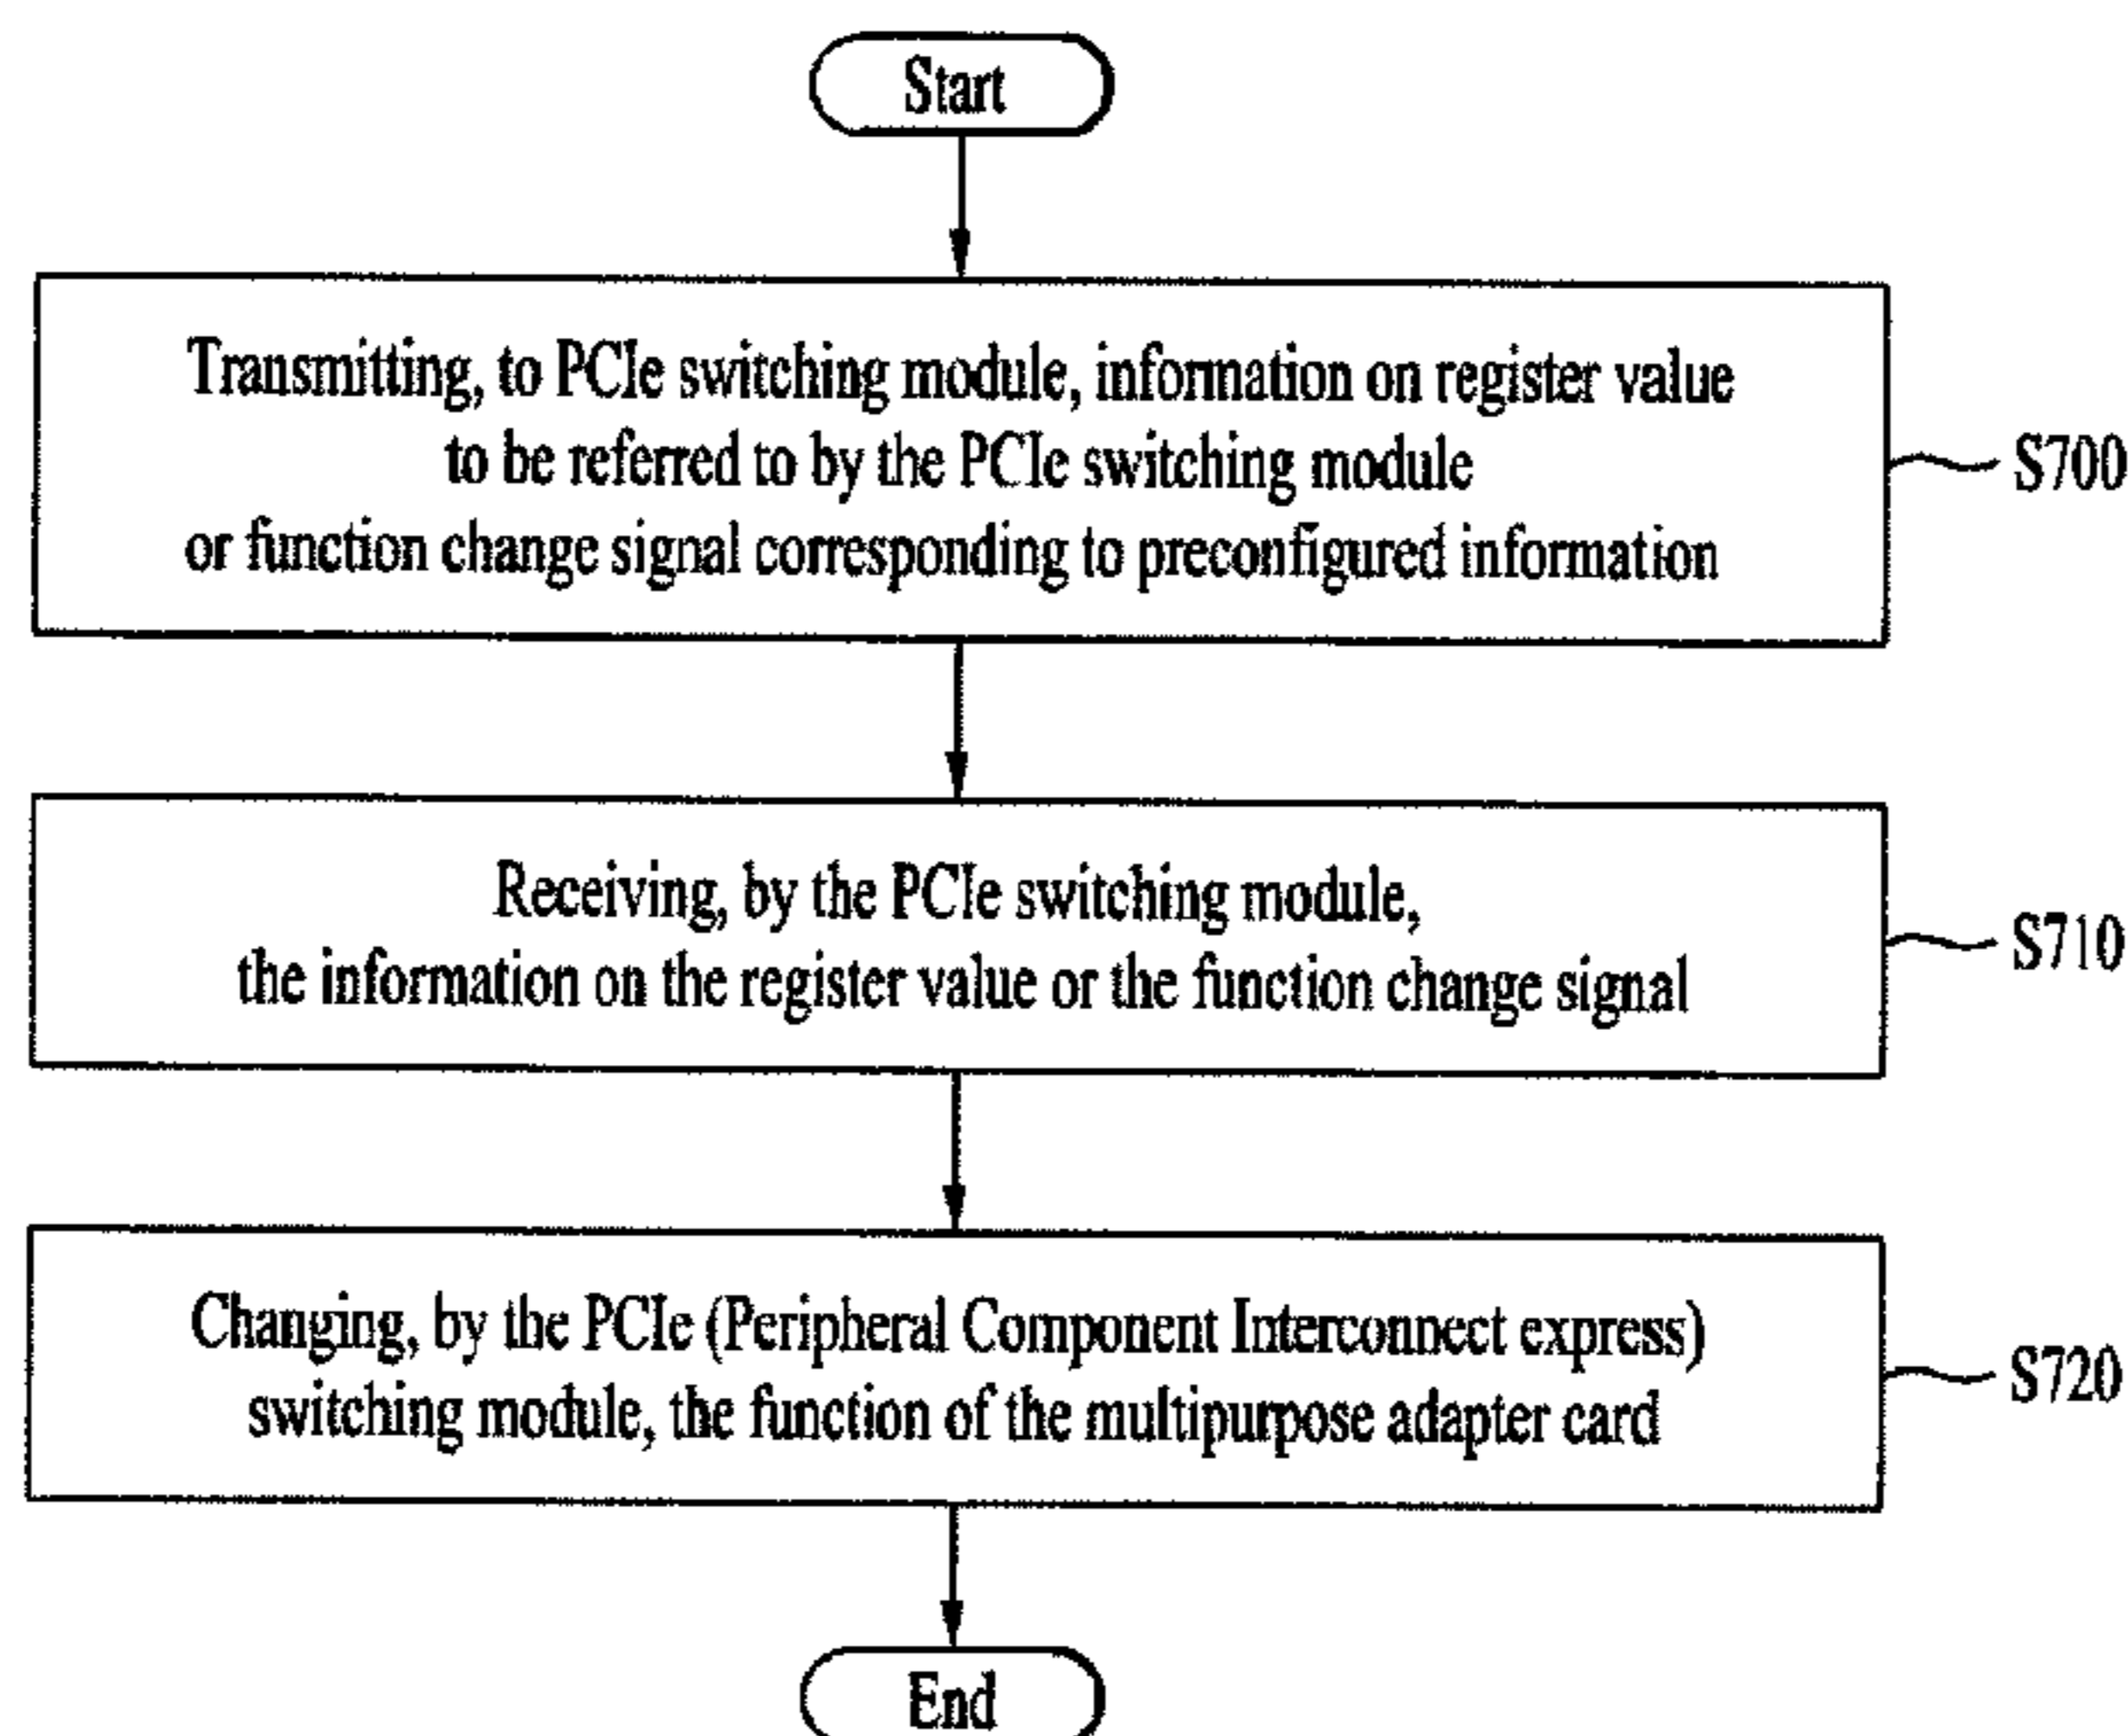 Start
Transmitting, to PCIe switching module, information on register value
to be referred to by the PCIe switching module
or function change signal corresponding to preconfigured information
S700
Receiving, by the PCIe switching module,
the information on the register value or the function change signal
S710
Changing, by the PCIe (Peripheral Component Interconnect express)
switching module, the function of the multipurpose adapter card
S720
End